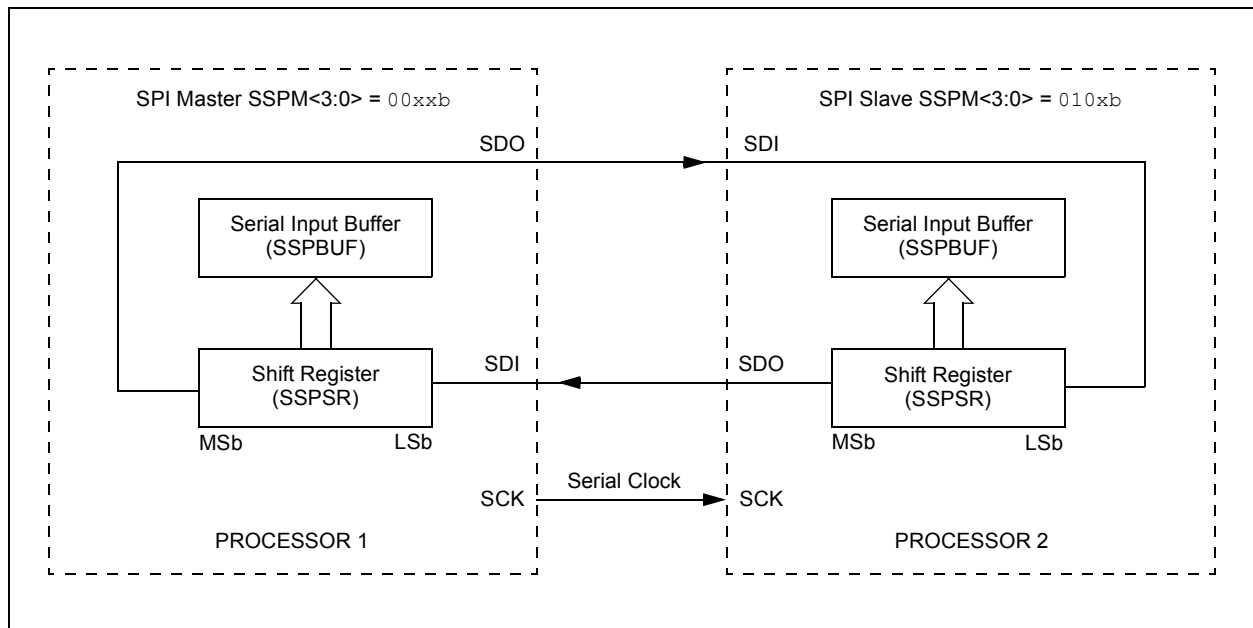 SPI Master SSPM<3:0> = 00xxb
SDO
Serial Input Buffer
(SSPBUF)
Shift Register
(SSPSR)
MSb
LSb
SDI
SCK
PROCESSOR 1
Serial Clock
SPI Slave SSPM<3:0> = 010xb
SDI
Serial Input Buffer
(SSPBUF)
SDO
Shift Register
(SSPSR)
MSb
LSb
SCK
PROCESSOR 2